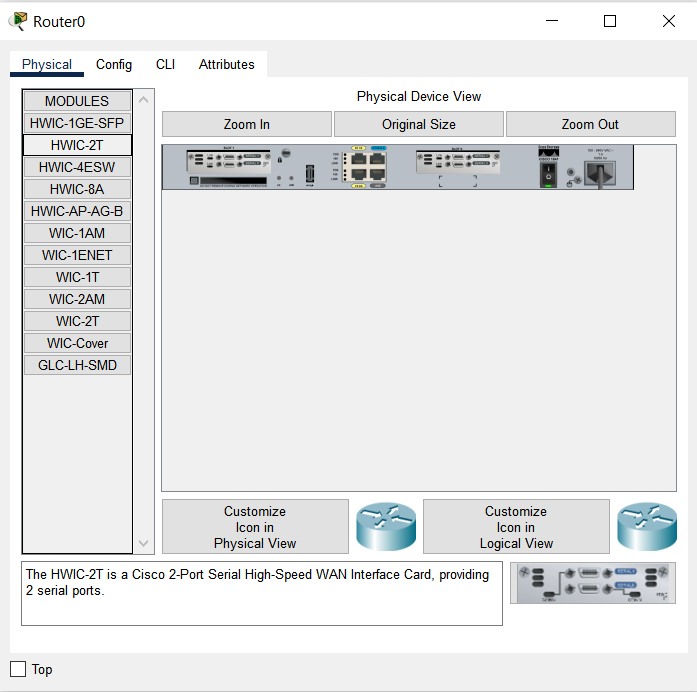 Router0
Physical
Config
CLI
Attributes
MODULES
HWIC-1GE-SFP
HWIC-2T
HWIC-4ESW
HWIC-8A
HWIC-AP-AG-B
WIC-1AM
WIC-1ENET
WIC-1T
WIC-2AM
WIC-2T
WIC-Cover
GLC-LH-SMD
Physical Device View
Zoom In
Original Size
Zoom Out
Customize
Icon in
Physical View
Customize
Icon in
Logical View
The HWIC-2T is a Cisco 2-Port Serial High-Speed WAN Interface Card, providing
2 serial ports.
Top